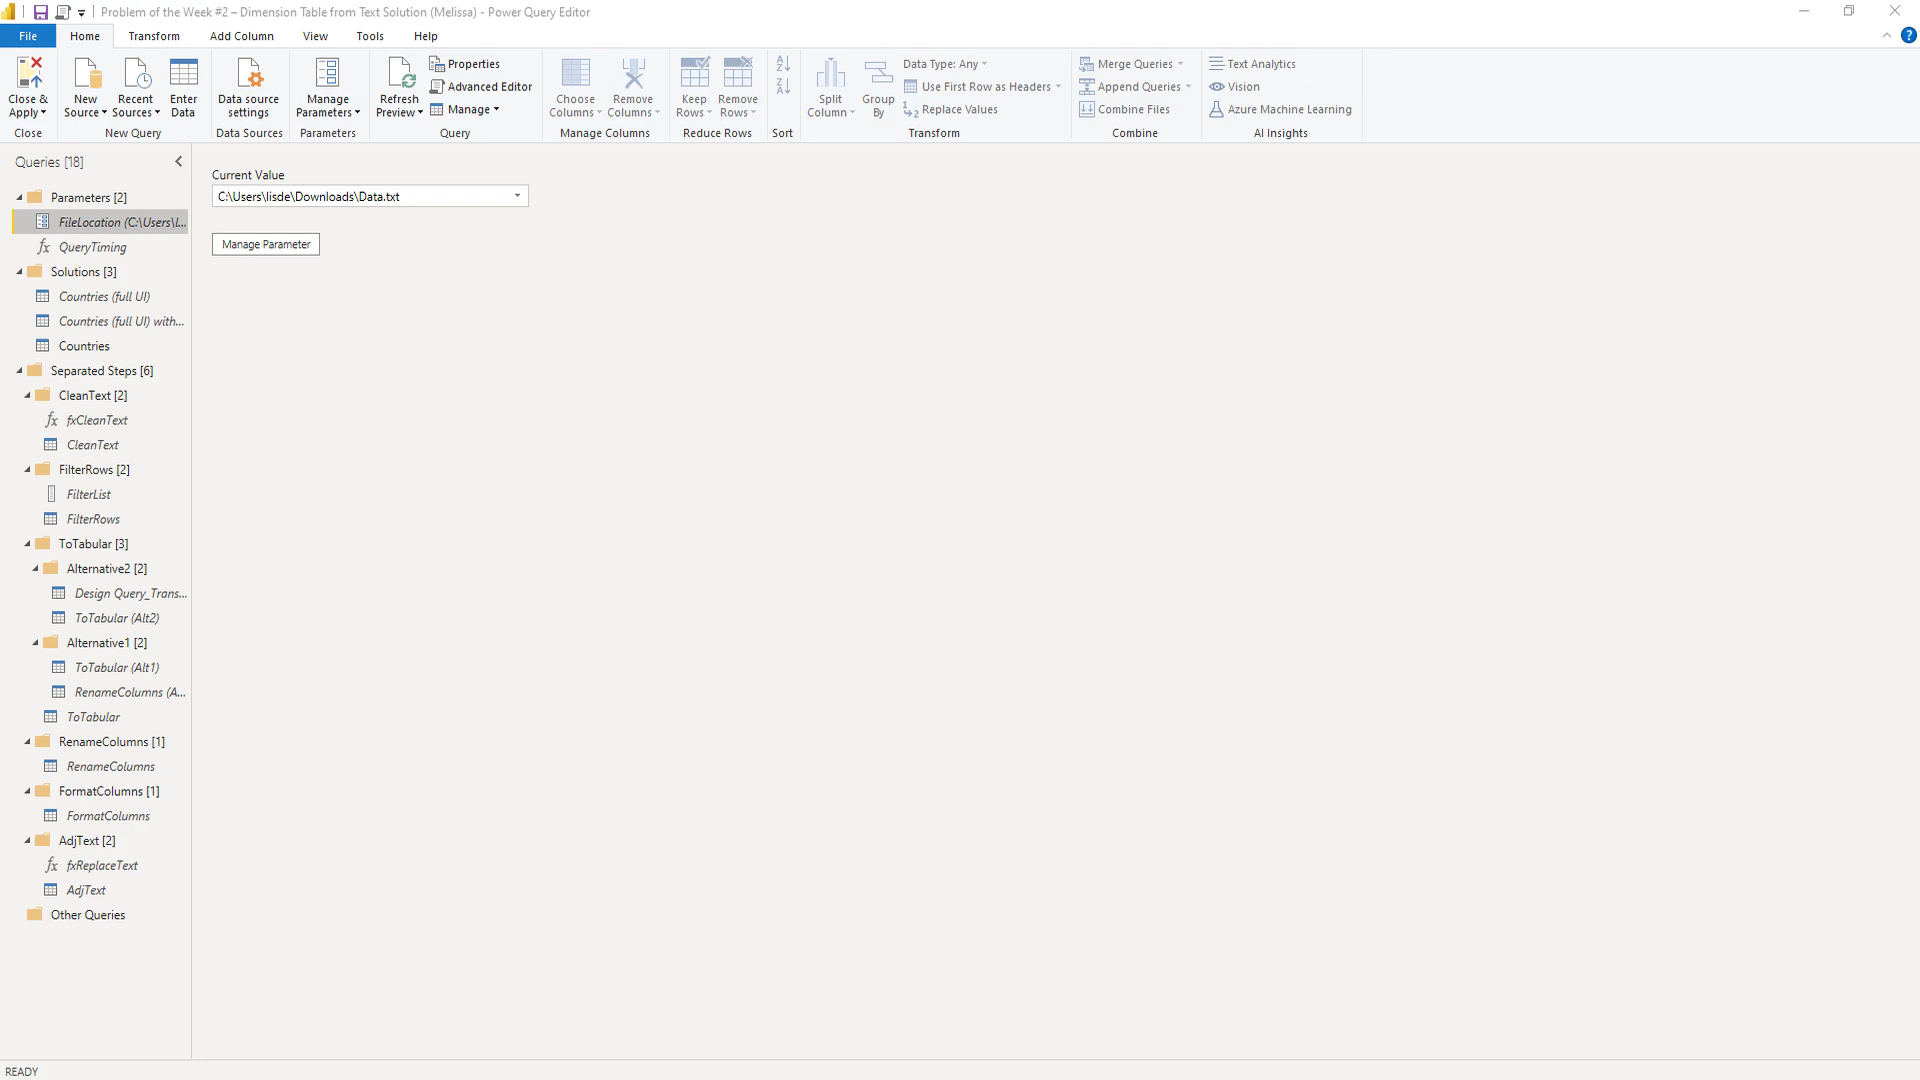 Problem of the Week #2 – Dimension Table from Text Solution (Melissa) - Power Query Editor
File Home Transform Add Column View Tools Help
Close & Apply
New Source
Recent Sources
Enter Data
Data source settings
Manage Parameters
Refresh Preview
Properties
Advanced Editor
Manage
Choose Columns
Remove Columns
Keep Rows
Remove Rows
Split Column
Group By
Data Type: Any
Use First Row as Headers
Replace Values
Merge Queries
Append Queries
Combine Files
Text Analytics
Vision
Azure Machine Learning
Close New Query Data Sources Parameters Query Manage Columns Reduce Rows Sort Transform Combine AI Insights
Queries [18]
Parameters [2]
FileLocation (C:\Users\l...
fx QueryTiming
Solutions [3]
Countries (full UI)
Countries (full UI) with...
Countries
Separated Steps [6]
CleanText [2]
fx fxCleanText
CleanText
FilterRows [2]
FilterList
FilterRows
ToTabular [3]
Alternative2 [2]
Design Query_Trans...
ToTabular (Alt2)
Alternative1 [2]
ToTabular (Alt1)
RenameColumns (A...
ToTabular
RenameColumns [1]
RenameColumns
FormatColumns [1]
FormatColumns
AdjText [2]
fx fxReplaceText
AdjText
Other Queries
Current Value
C:\Users\lisde\Downloads\Data.txt
Manage Parameter
READY